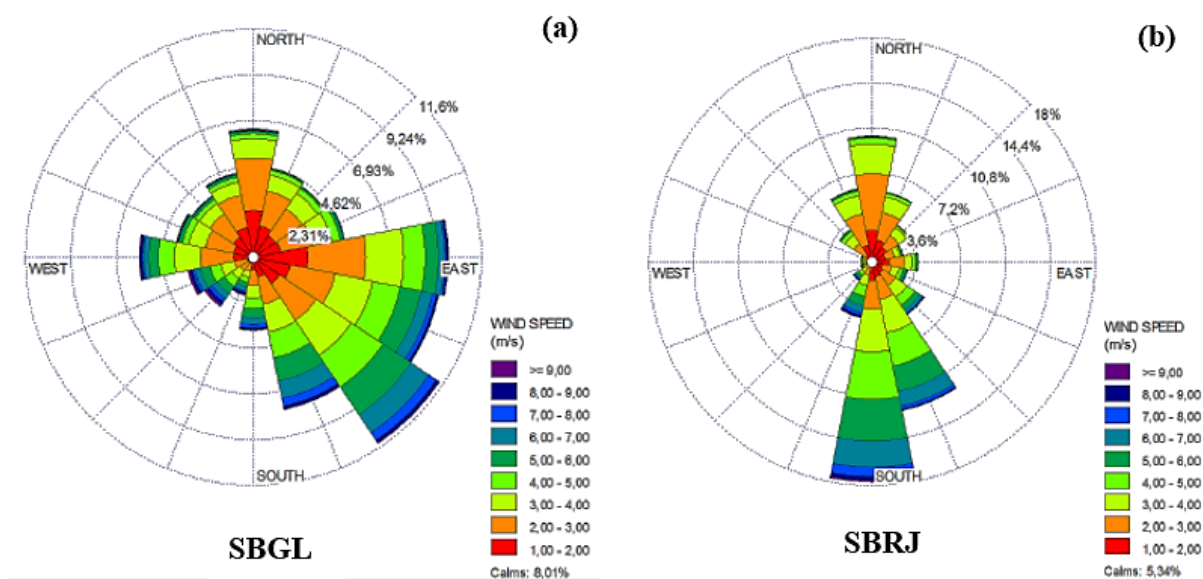 (a)
NORTH
11,6%
9,24%
6,93%
4,62%
2,31%
WEST
EAST
SOUTH
WIND SPEED
(m/s)
>= 9,00
8,00 - 9,00
7,00 - 8,00
6,00 - 7,00
5,00 - 6,00
4,00 - 5,00
3,00 - 4,00
2,00 - 3,00
1,00 - 2,00
Calms: 8,01%
SBGL
(b)
NORTH
18%
14,4%
10,8%
7,2%
3,6%
WEST
EAST
SOUTH
WIND SPEED
(m/s)
>= 9,00
8,00 - 9,00
7,00 - 8,00
6,00 - 7,00
5,00 - 6,00
4,00 - 5,00
3,00 - 4,00
2,00 - 3,00
1,00 - 2,00
Calms: 5,34%
SBRJ